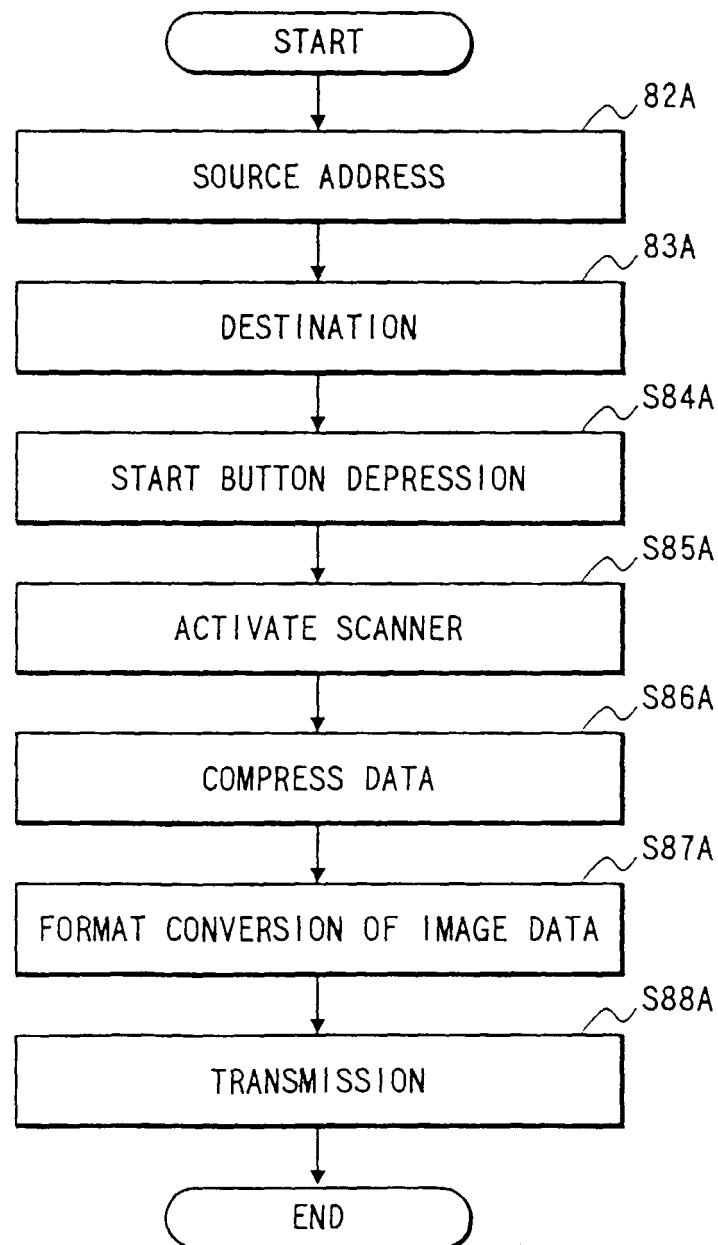 START
82A
SOURCE ADDRESS
83A
DESTINATION
S84A
START BUTTON DEPRESSION
S85A
ACTIVATE SCANNER
S86A
COMPRESS DATA
S87A
FORMAT CONVERSION OF IMAGE DATA
S88A
TRANSMISSION
END